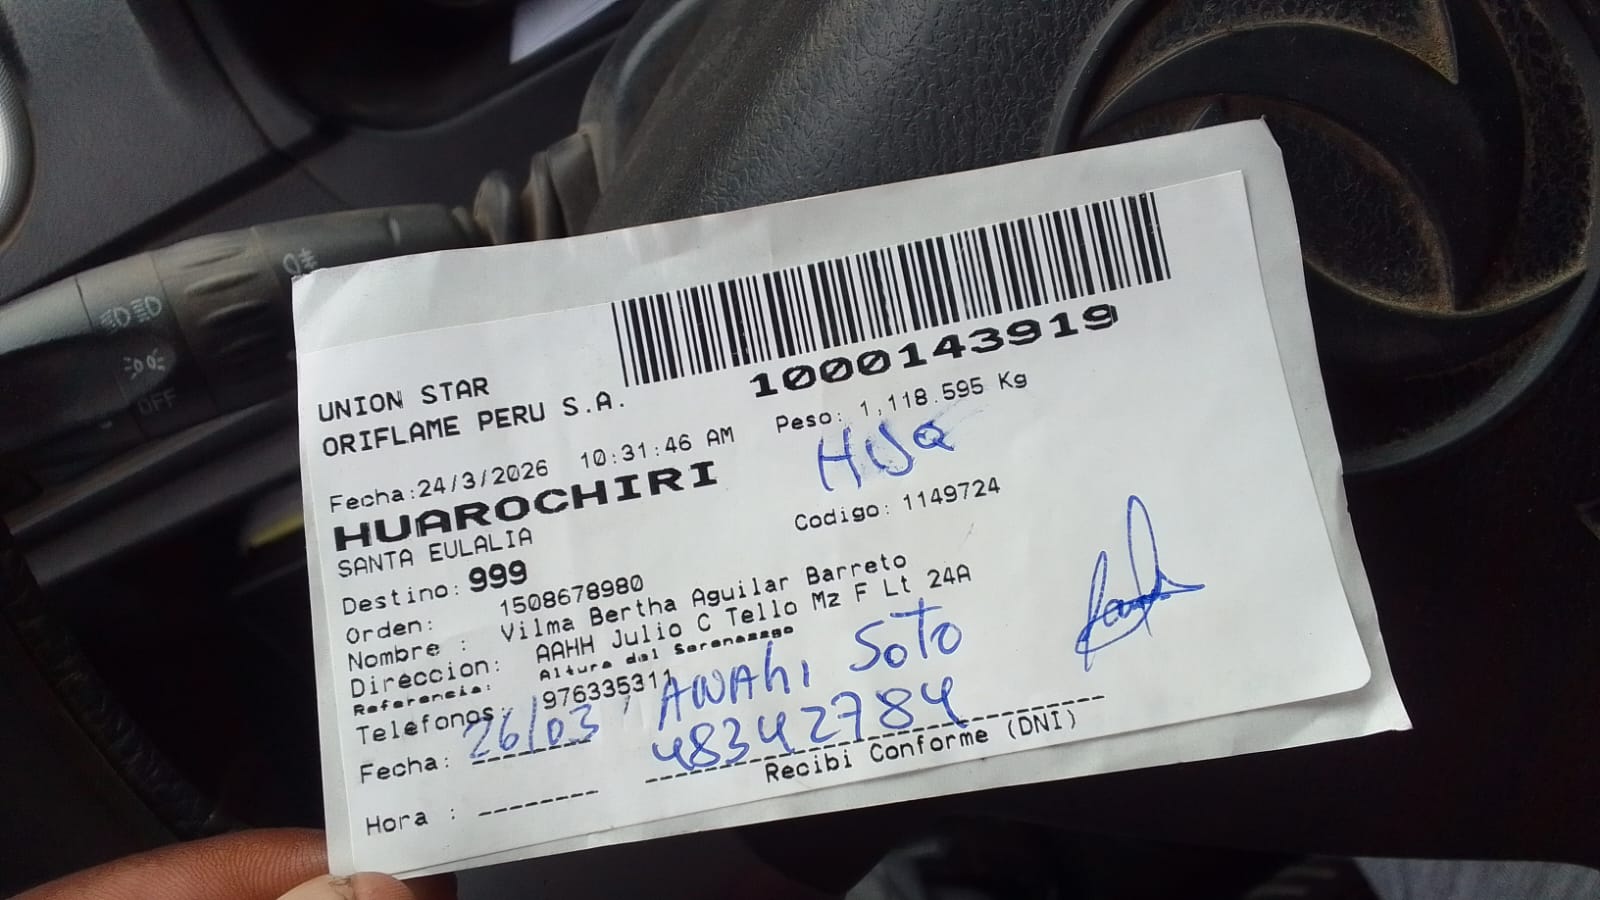 1000143919
UNION STAR
ORIFLAME PERU S.A.
Peso: 1,118.595 Kg
Fecha:24/3/2026 10:31:46 AM
HUAROCHIRI
SANTA EULALIA
Codigo: 1149724
Destino: 999
Orden: 1508678980
Nombre : Vilma Bertha Aguilar Barreto
Direccion: AAHH Julio C Tello Mz F Lt 24A
Referencia: Altura del
Telefonos: 976335311
AWAhi Soto
Fecha: 26/03
48342784
Recibi Conforme (DNI)
Hora :
OFF